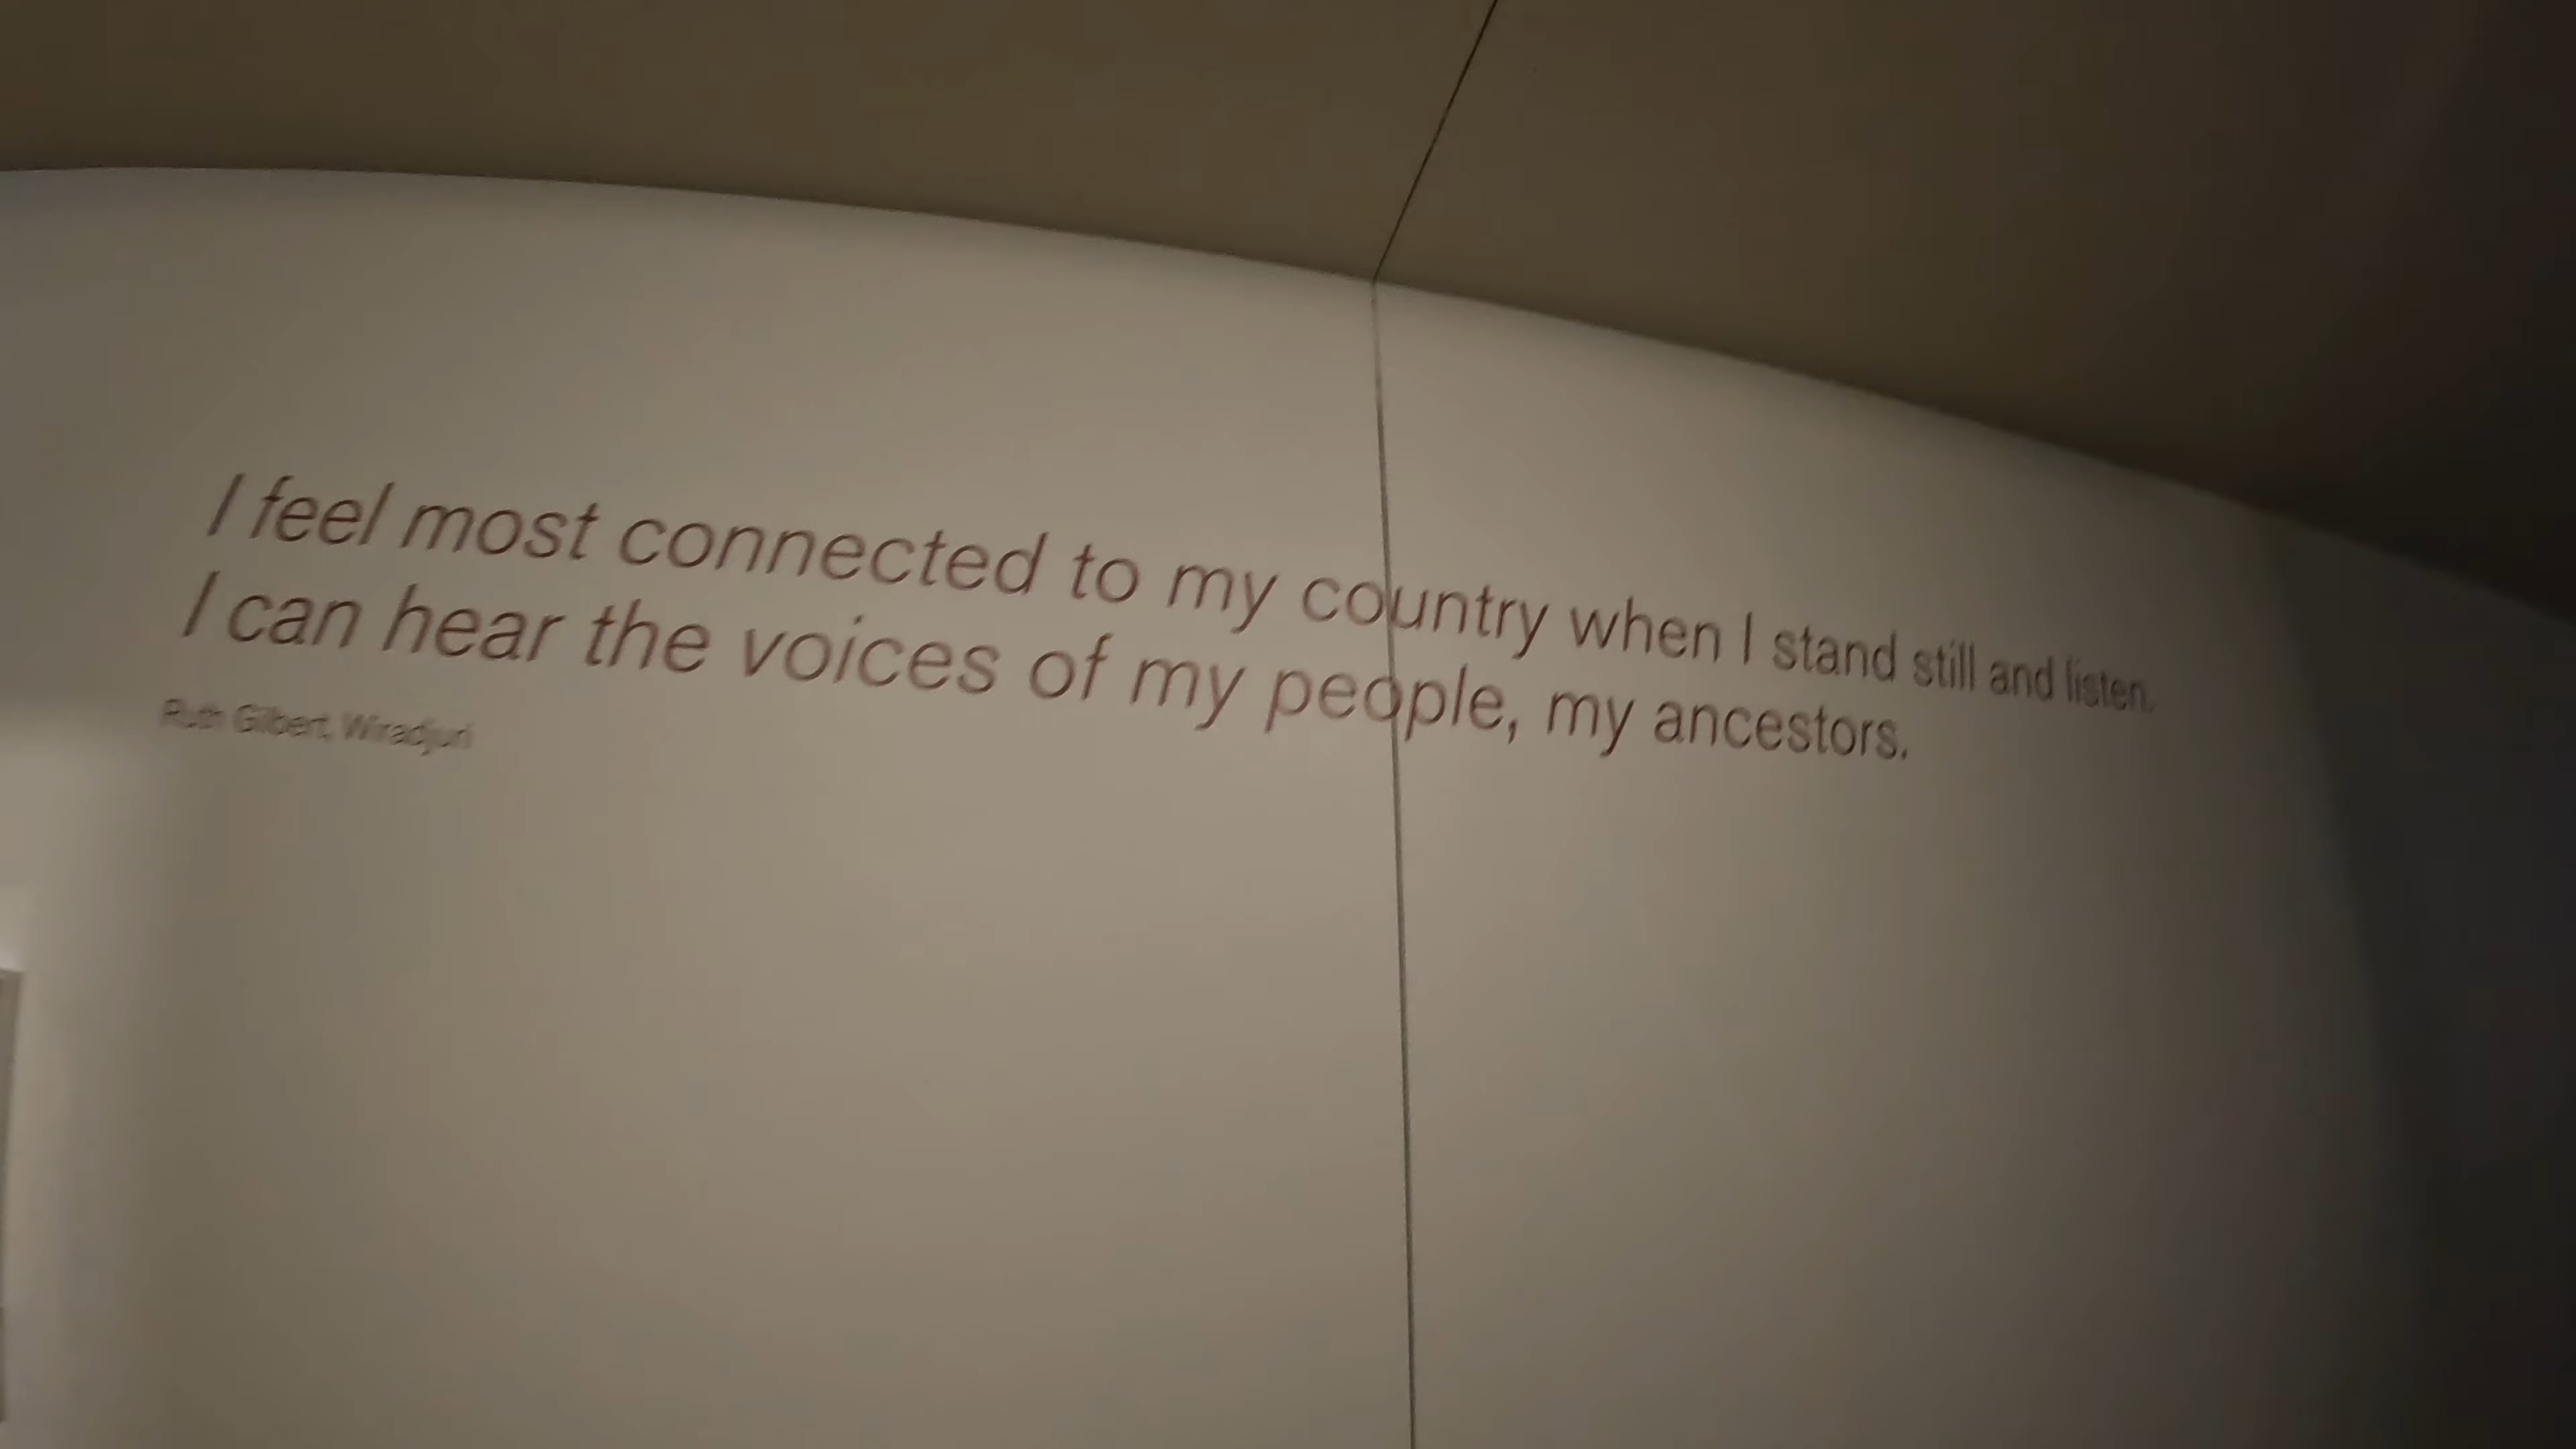 I feel most connected to my country when I stand still and listen.
I can hear the voices of my people, my ancestors.
Ruth Gilbert, Wiradjuri